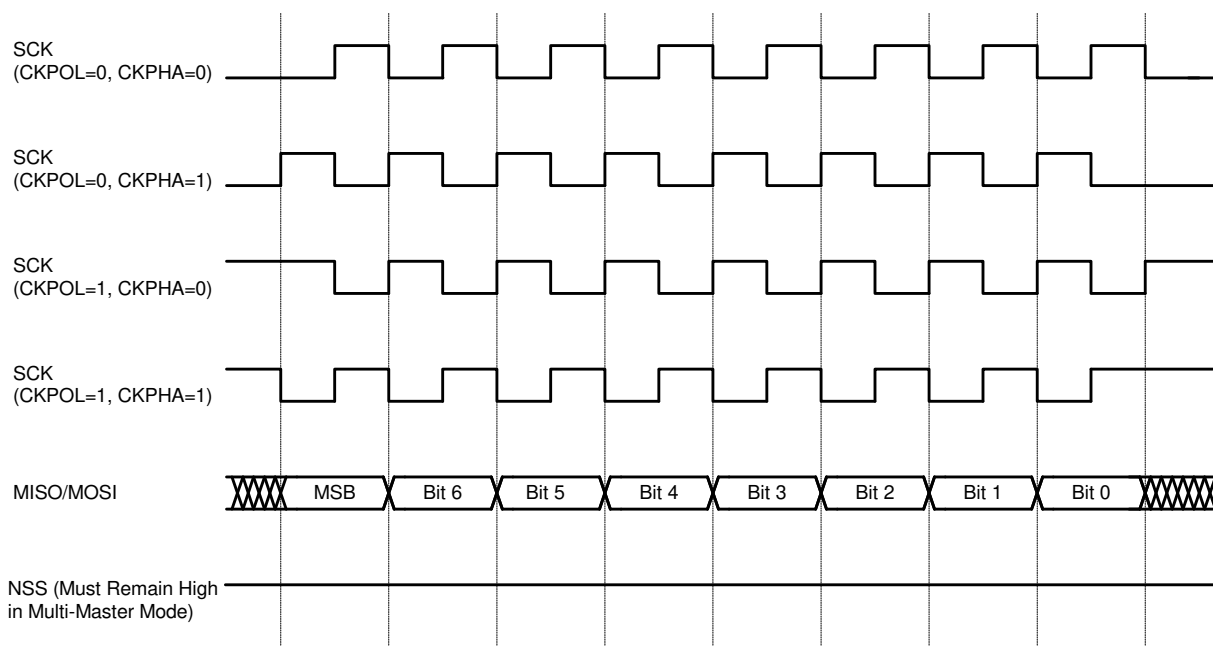 SCK
(CKPOL=0, CKPHA=0)
SCK
(CKPOL=0, CKPHA=1)
SCK
(CKPOL=1, CKPHA=0)
SCK
(CKPOL=1, CKPHA=1)
MISO/MOSI MSB Bit 6 Bit 5 Bit 4 Bit 3 Bit 2 Bit 1 Bit 0
NSS (Must Remain High
in Multi-Master Mode)